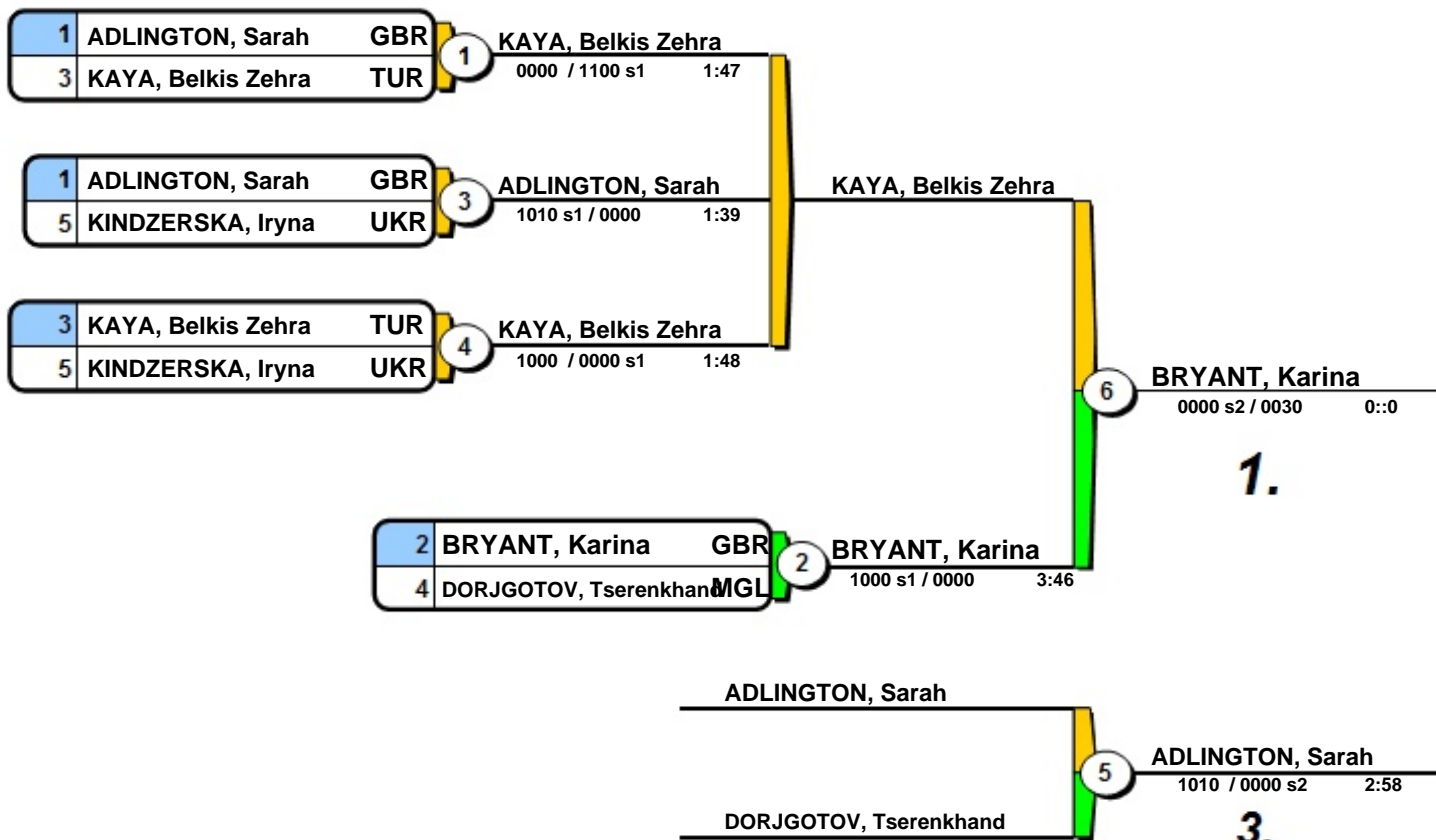 1 ADLINGTON, Sarah GBR
3 KAYA, Belkis Zehra TUR
1 KAYA, Belkis Zehra
0000 / 1100 s1 1:47
1 ADLINGTON, Sarah GBR
5 KINDZERSKA, Iryna UKR
3 ADLINGTON, Sarah
1010 s1 / 0000 1:39
KAYA, Belkis Zehra
3 KAYA, Belkis Zehra TUR
5 KINDZERSKA, Iryna UKR
4 KAYA, Belkis Zehra
1000 / 0000 s1 1:48
6 BRYANT, Karina
0000 s2 / 0030 0::0
1.
2 BRYANT, Karina GBR
4 DORJGOTOV, Tserenkhand MGL
2 BRYANT, Karina
1000 s1 / 0000 3:46
ADLINGTON, Sarah
5 ADLINGTON, Sarah
1010 / 0000 s2 2:58
DORJGOTOV, Tserenkhand
3.